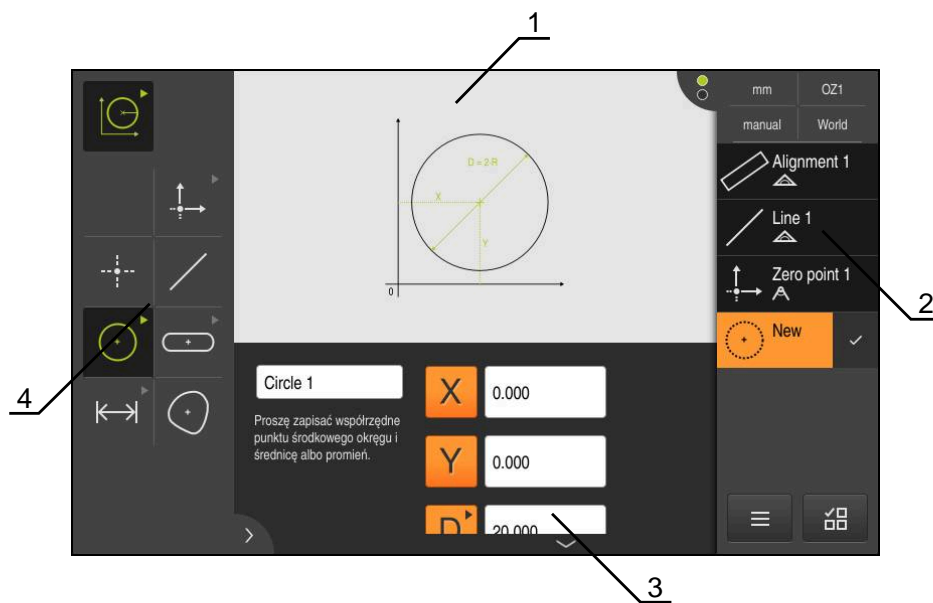 1
mm
OZ1
manual
World
D=2·R
X
Y
0
Alignment 1
Line 1
Zero point 1
New
2
4
Circle 1
Proszę zapisać współrzędne
punktu środkowego okręgu i
średnicę albo promień.
X
0.000
Y
0.000
D
20.000
3